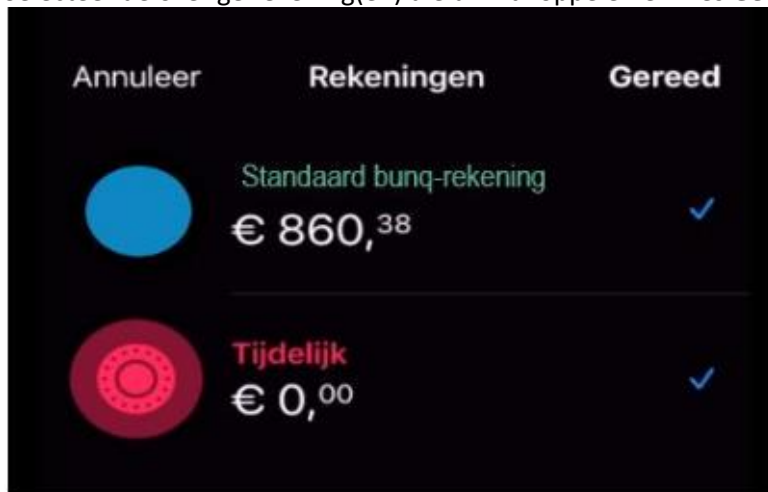 Annuleer Rekeningen Gereed
Standaard bunq-rekening
€ 860,38
Tijdelijk
€ 0,00